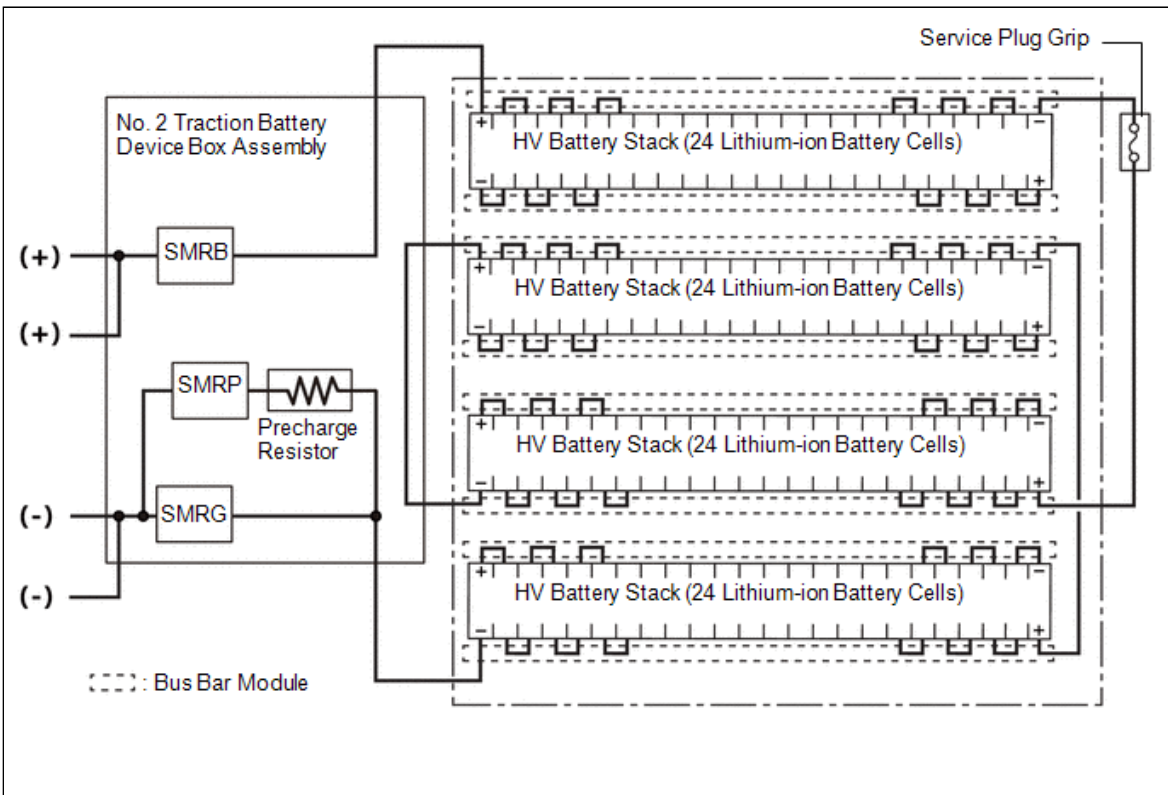 Service Plug Grip
No. 2 Traction Battery
Device Box Assembly
+
-
HV Battery Stack (24 Lithium-ion Battery Cells)
-
+
(+)
SMRB
+
-
HV Battery Stack (24 Lithium-ion Battery Cells)
-
+
(+)
SMRP
Precharge
Resistor
+
-
HV Battery Stack (24 Lithium-ion Battery Cells)
-
+
(-)
SMRG
+
-
HV Battery Stack (24 Lithium-ion Battery Cells)
-
+
(-)
: Bus Bar Module